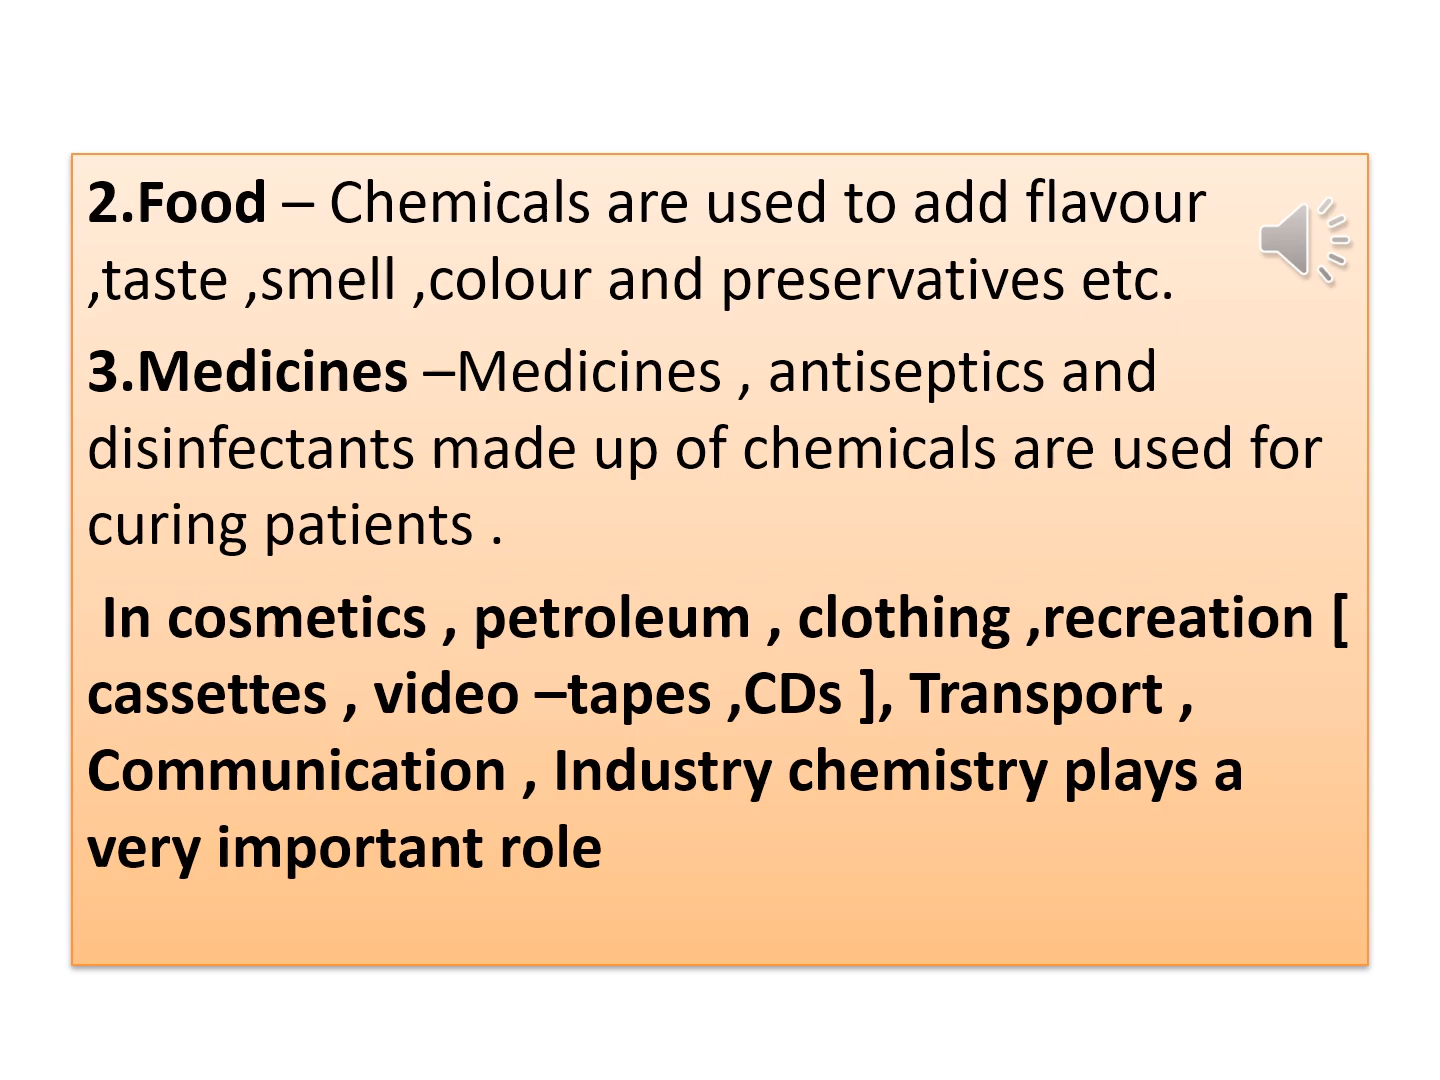 2.Food – Chemicals are used to add flavour
,taste ,smell ,colour and preservatives etc.
3.Medicines –Medicines , antiseptics and
disinfectants made up of chemicals are used for
curing patients .
In cosmetics , petroleum , clothing ,recreation [
cassettes , video –tapes ,CDs ], Transport ,
Communication , Industry chemistry plays a
very important role